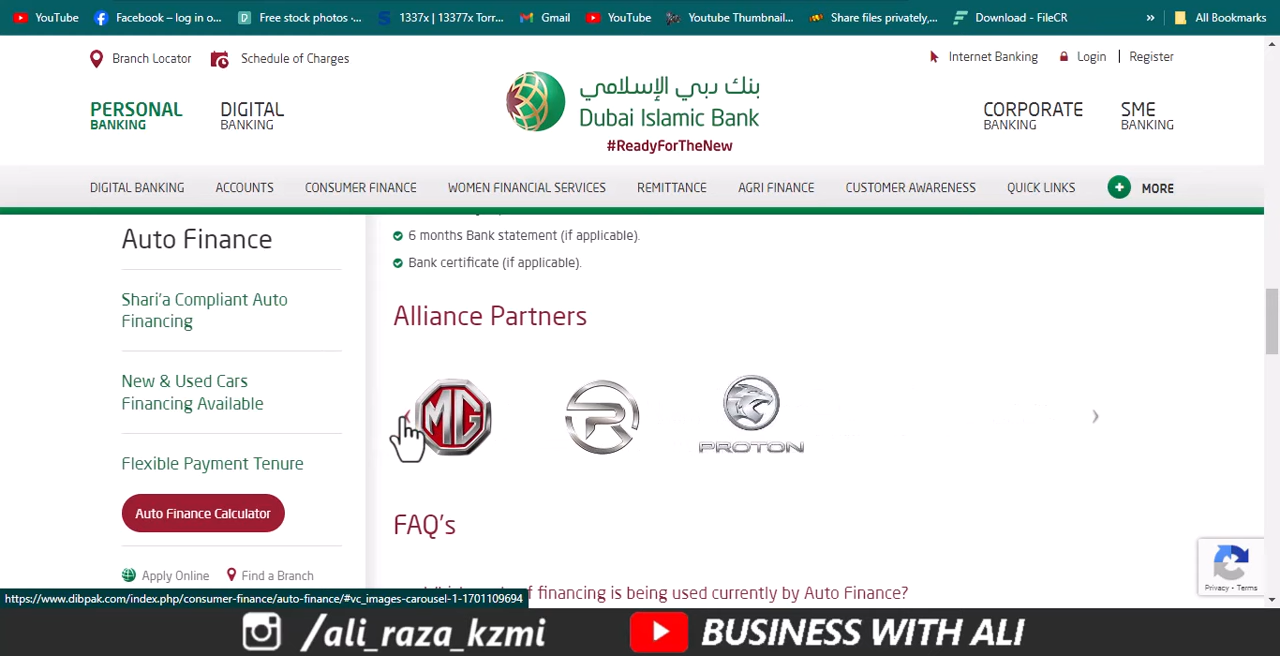 YouTube Facebook – log in o... Free stock photos ·... 1337x | 13377x Torr... Gmail YouTube Youtube Thumbnail... Share files privately,... Download - FileCR » All Bookmarks
Branch Locator Schedule of Charges Internet Banking Login | Register
بنك دبي الإسلامي
Dubai Islamic Bank
#ReadyForTheNew
PERSONAL
BANKING
DIGITAL
BANKING
CORPORATE
BANKING
SME
BANKING
DIGITAL BANKING ACCOUNTS CONSUMER FINANCE WOMEN FINANCIAL SERVICES REMITTANCE AGRI FINANCE CUSTOMER AWARENESS QUICK LINKS MORE
Auto Finance
Shari'a Compliant Auto
Financing
New & Used Cars
Financing Available
Flexible Payment Tenure
Auto Finance Calculator
Apply Online Find a Branch
6 months Bank statement (if applicable).
Bank certificate (if applicable).
Alliance Partners
MG
PROTON
FAQ's
financing is being used currently by Auto Finance?
Privacy - Terms
https://www.dibpak.com/index.php/consumer-finance/auto-finance/#vc_images-carousel-1-1701109694
/ali_raza_kzmi BUSINESS WITH ALI